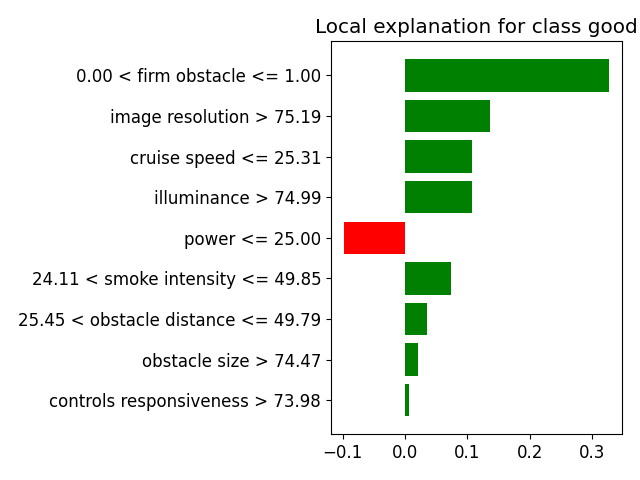 Local explanation for class good
0.00 < firm obstacle <= 1.00
image resolution > 75.19
cruise speed <= 25.31
illuminance > 74.99
power <= 25.00
24.11 < smoke intensity <= 49.85
25.45 < obstacle distance <= 49.79
obstacle size > 74.47
controls responsiveness > 73.98
−0.1 0.0 0.1 0.2 0.3